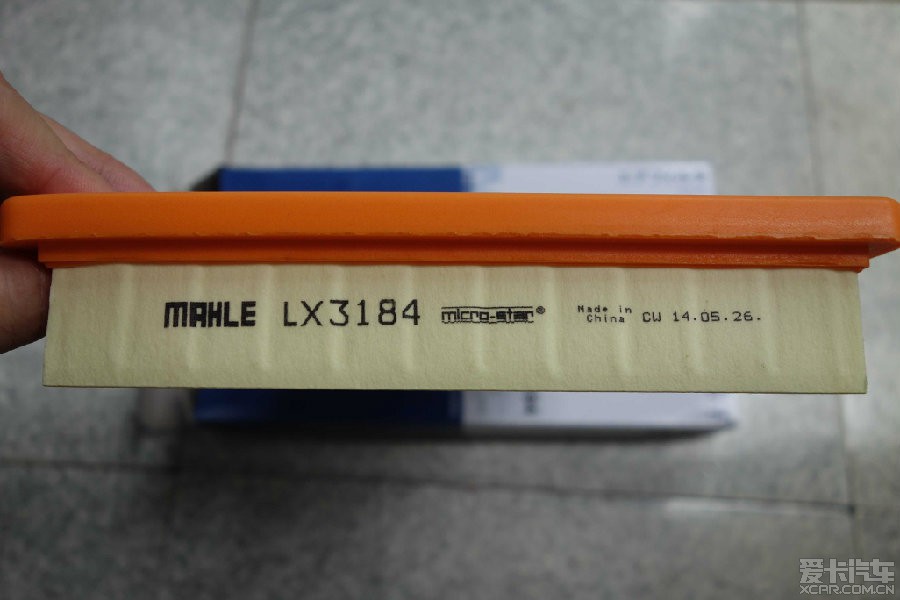 MAHLE LX3184 micro-star® Made in China CW 14.05.26.
爱卡汽车
XCAR.COM.CN